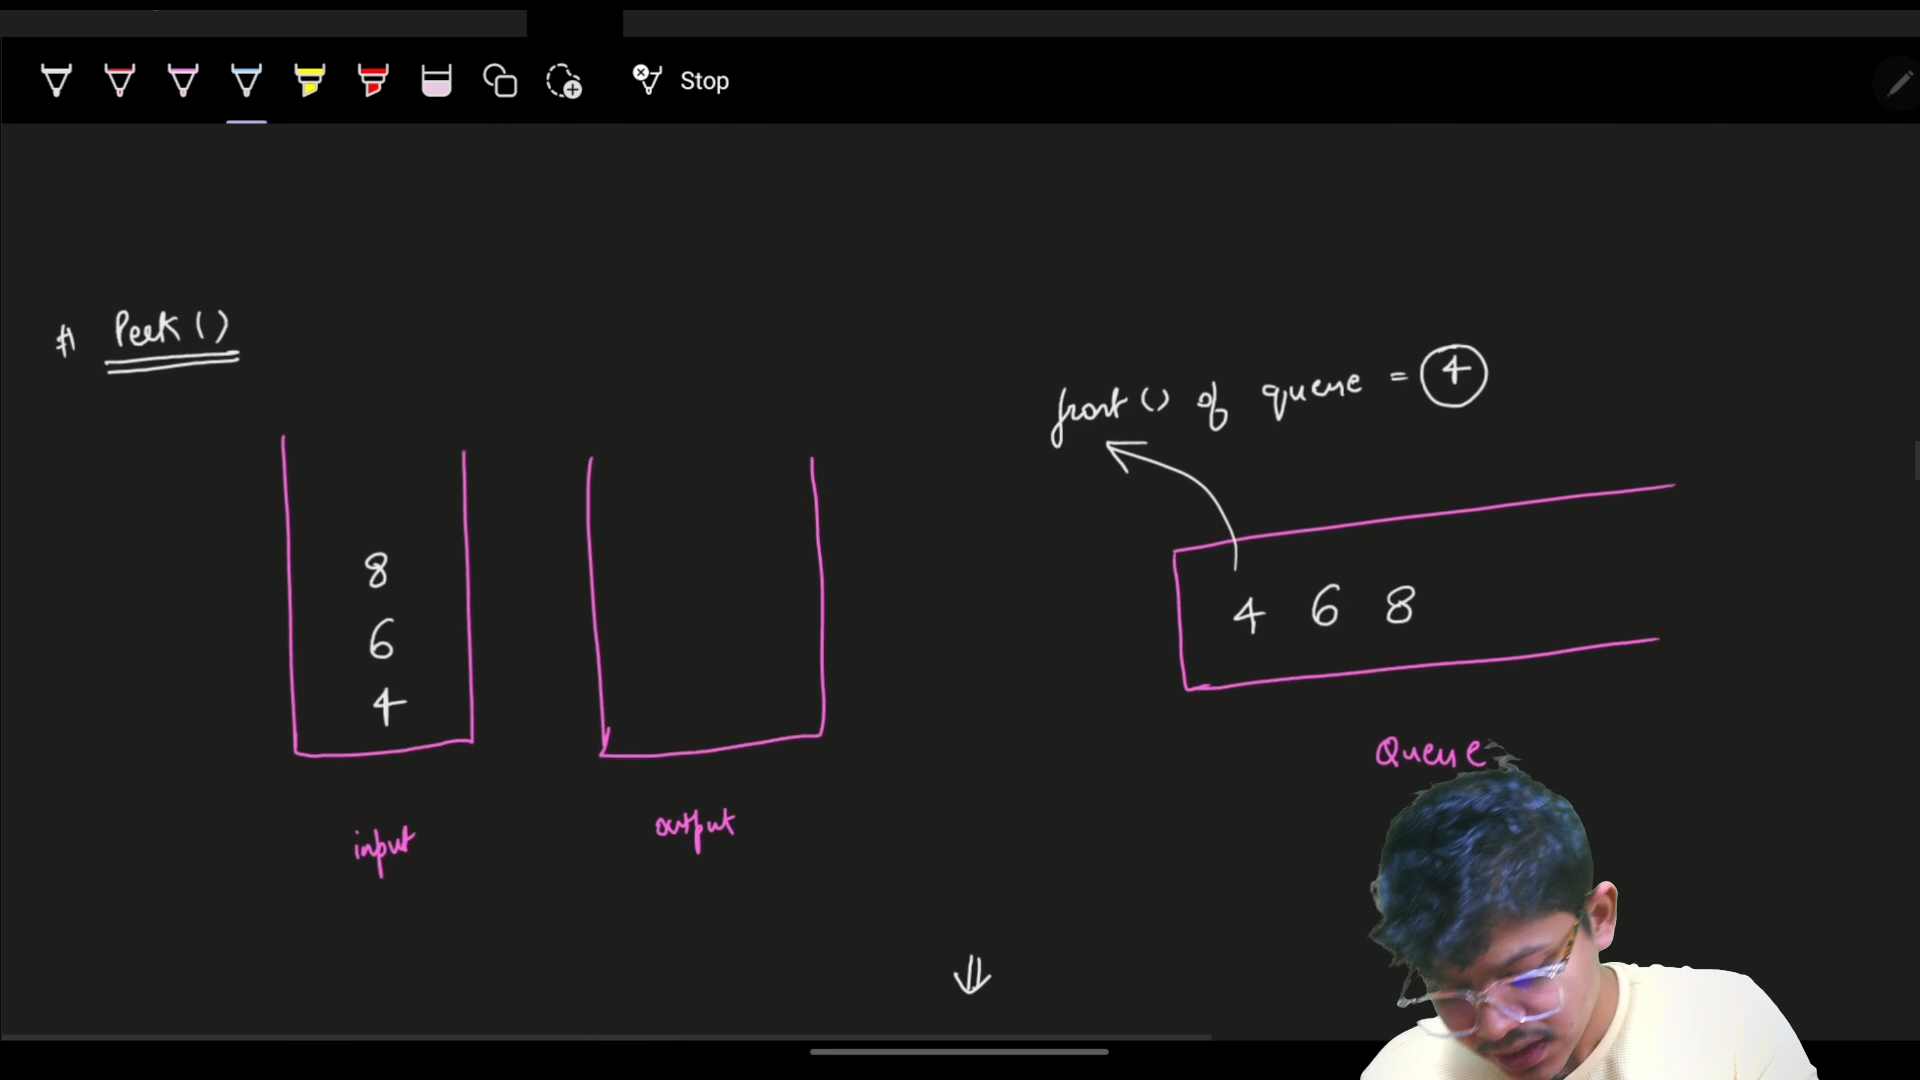 Stop
# Peek()
front() of queue = 4
8
6
4
4 6 8
Queue
input
output